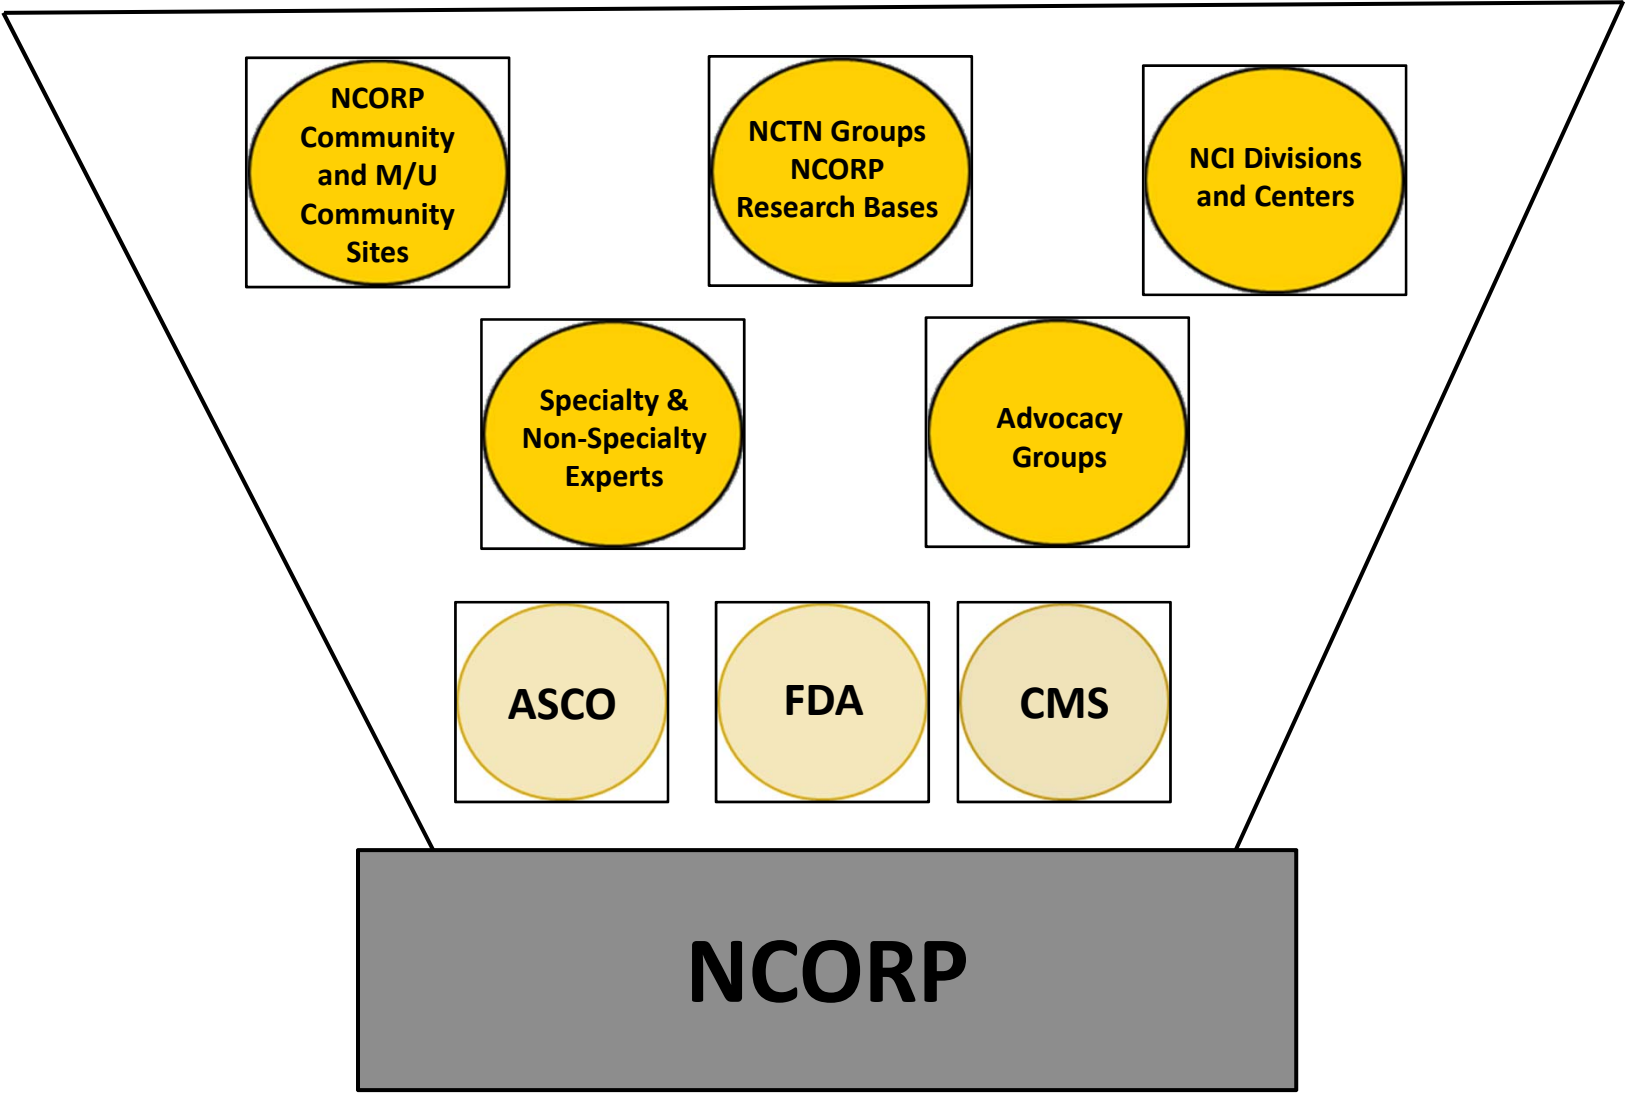 NCORP
Community
and M/U
Community
Sites
NCTN Groups
NCORP
Research Bases
NCI Divisions
and Centers
Specialty &
Non-Specialty
Experts
Advocacy
Groups
ASCO
FDA
CMS
NCORP